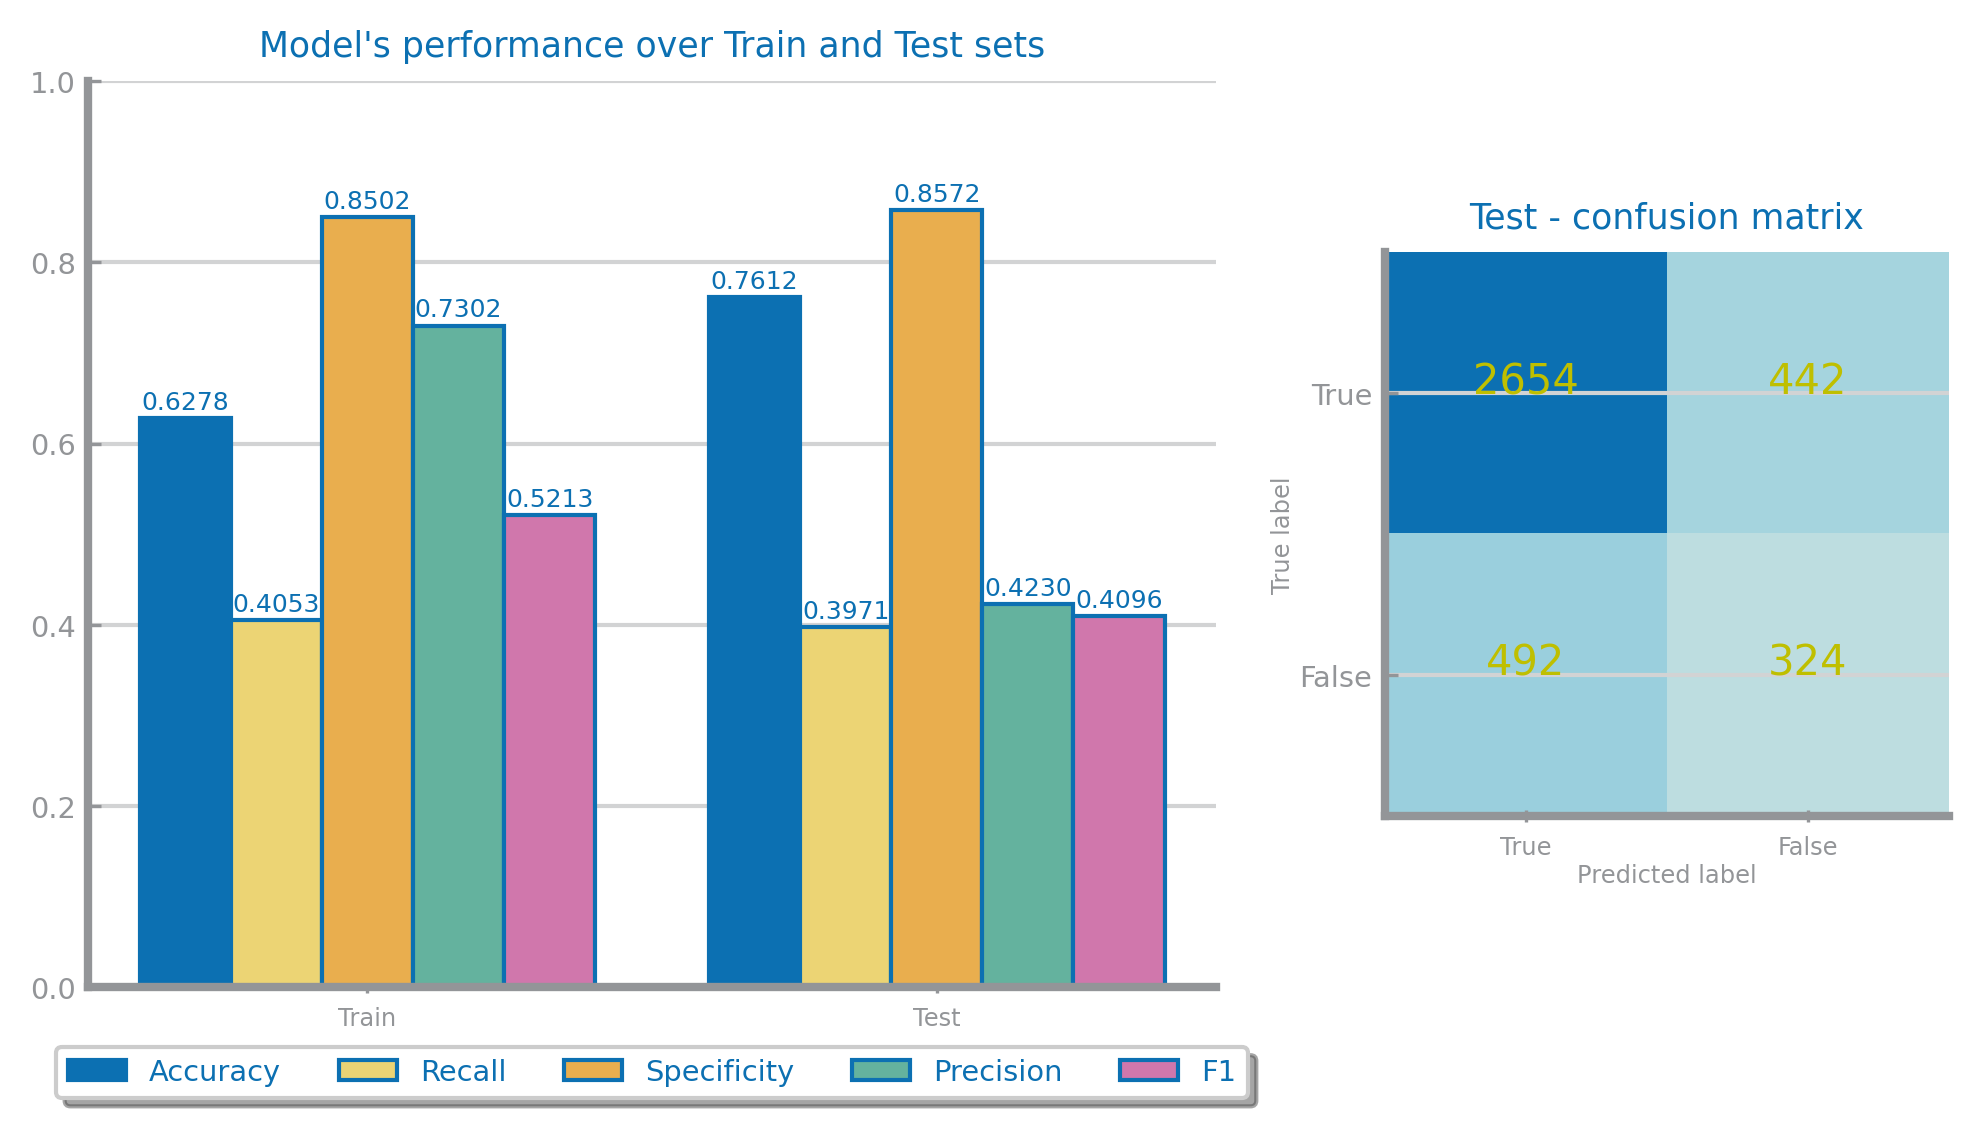 Model's performance over Train and Test sets
1.0
0.8
0.6
0.4
0.2
0.0
0.6278
0.4053
0.8502
0.7302
0.5213
0.7612
0.3971
0.8572
0.4230
0.4096
Train
Test
Accuracy
Recall
Specificity
Precision
F1
Test - confusion matrix
True label
True
2654
442
False
492
324
True
False
Predicted label